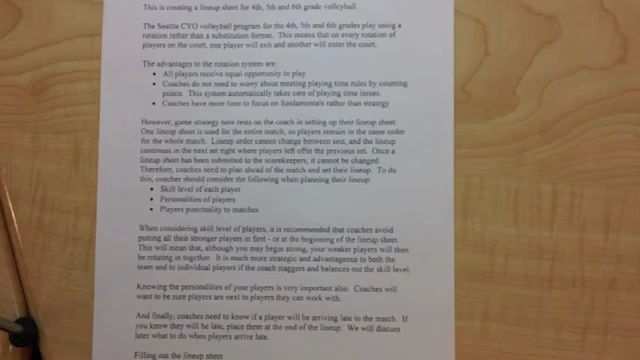 This is creating a lineup sheet for 4th, 5th and 6th grade volleyball.
The Seattle CYO volleyball program for the 4th, 5th and 6th grades play using a
rotation rather than a substitution format. This means that on every rotation of
players on the court, one player will exit and another will enter the court.
The advantages to the rotation system are:
• All players receive equal opportunity to play
• Coaches do not need to worry about meeting playing time rules by counting
points. This system automatically takes care of playing time issues.
• Coaches have more time to focus on fundamentals rather than strategy
However, game strategy now rests on the coach in setting up their lineup sheet.
One lineup sheet is used for the entire match, so players remain in the same order
for the whole match. Lineup order cannot change between sets, and the lineup
continues in the next set right where players left off in the previous set. Once a
lineup sheet has been submitted to the scorekeepers, it cannot be changed.
Therefore, coaches need to plan ahead of the match and set their lineup. To do
this, coaches should consider the following when planning their lineup:
• Skill level of each player
• Personalities of players
• Players punctuality to matches
When considering skill level of players, it is recommended that coaches avoid
putting all their stronger players in first - or at the beginning of the lineup sheet.
This will mean that, although you may begin strong, your weaker players will then
be rotating in together. It is much more strategic and advantageous to both the
team and to individual players if the coach staggers and balances out the skill level.
Knowing the personalities of your players is very important also. Coaches will
want to be sure players are next to players they can work with.
And finally, coaches need to know if a player will be arriving late to the match. If
you know they will be late, place them at the end of the lineup. We will discuss
later what to do when players arrive late.
Filling out the lineup sheet